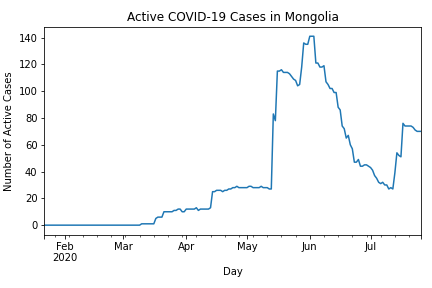 Active COVID-19 Cases in Mongolia
Number of Active Cases
140
120
100
80
60
40
20
0
Feb
2020
Mar
Apr
May
Jun
Jul
Day